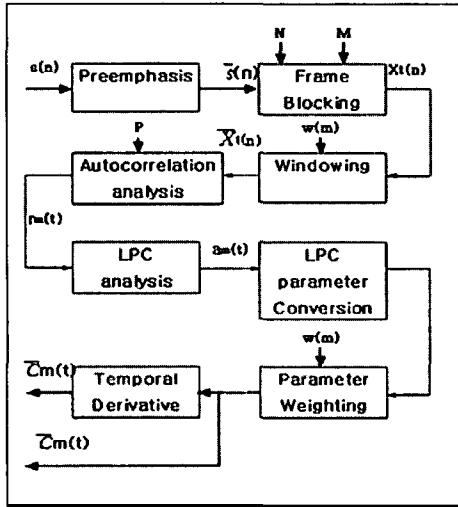 N M
s(n) Preemphasis s̅(n) Frame Xt(n)
Blocking
P X̅t(n) w(m)
Autocorrelation Windowing
analysis
rm(t)
LPC am(t) LPC
analysis parameter
Conversion
w(m)
C̅m(t) Temporal Parameter
Derivative Weighting
C̅m(t)